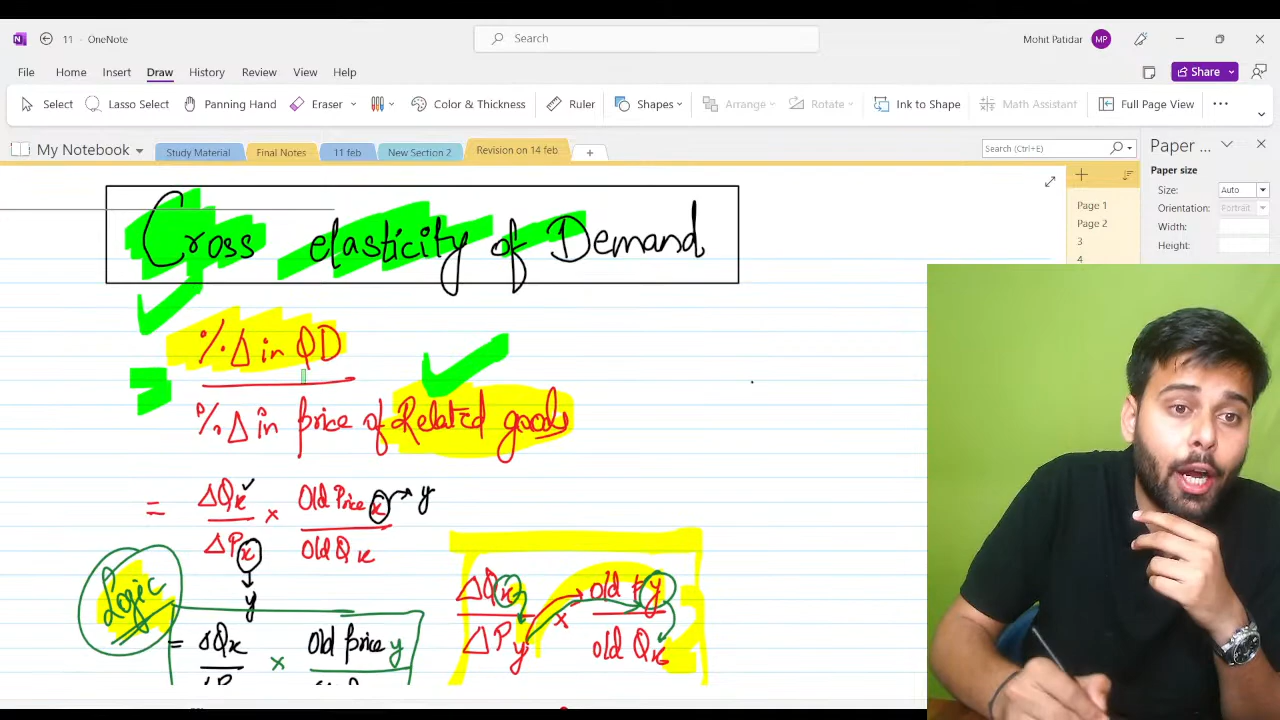 11 - OneNote
Search
Mohit Patidar MP
File Home Insert Draw History Review View Help
Share
Select Lasso Select Panning Hand Eraser Color & Thickness Ruler Shapes Arrange Rotate Ink to Shape Math Assistant Full Page View
My Notebook Study Material Final Notes 11 feb New Section 2 Revision on 14 feb
Search (Ctrl+E)
Paper ...
Paper size
Size: Auto
Orientation: Portrait
Width:
Height:
Page 1
Page 2
3
4
Cross elasticity of Demand
% Δ in QD
= 
% Δ in price of Related goods
= ΔQx × Old Price x → y
ΔPx Old Qx
↓
y
Logic
ΔQx × old Py
ΔPy old Qx
= ΔQx × Old price y